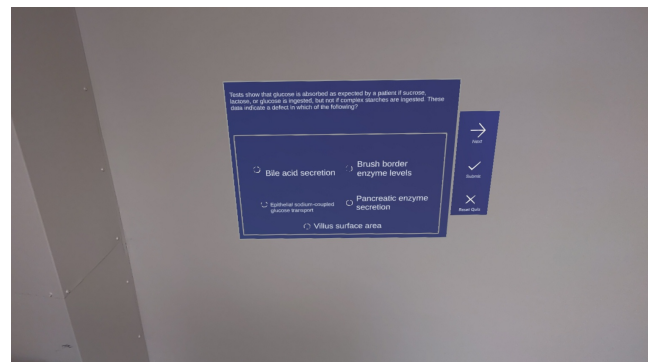 Tests show that glucose is absorbed as expected by a patient if sucrose,
lactose, or glucose is ingested, but not if complex starches are ingested. These
data indicate a defect in which of the following?
Bile acid secretion
Brush border
enzyme levels
Epithelial sodium-coupled
glucose transport
Pancreatic enzyme
secretion
Villus surface area
Next
Submit
Reset Quiz